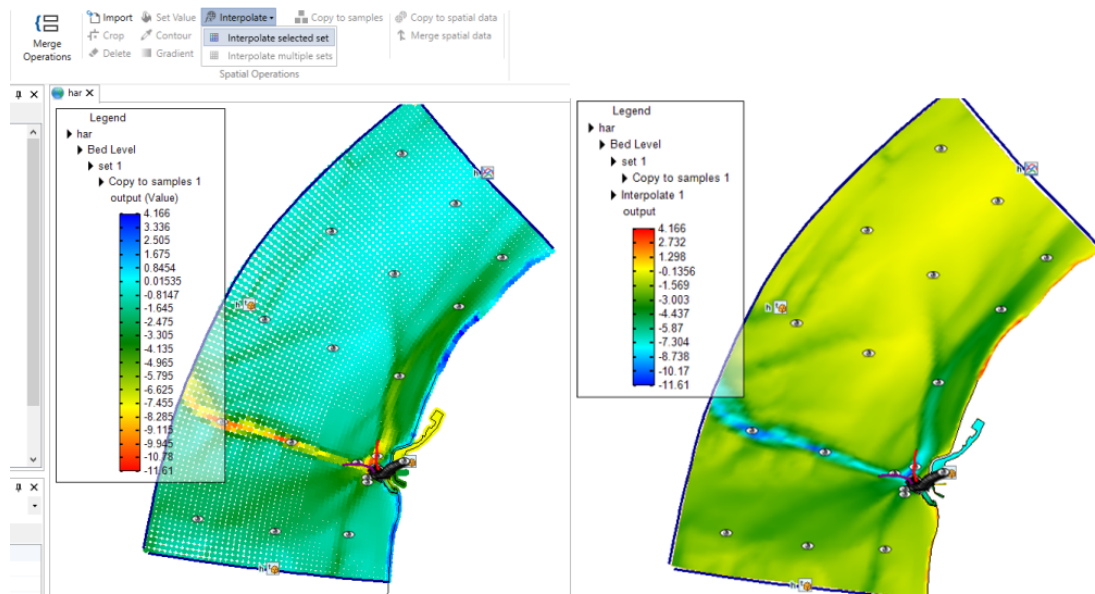 Import
Set Value
Interpolate
Copy to samples
Copy to spatial data
Merge
Operations
Crop
Contour
Interpolate selected set
Merge spatial data
Delete
Gradient
Interpolate multiple sets
Spatial Operations
har
Legend
har
Bed Level
set 1
Copy to samples 1
output (Value)
4.166
3.336
2.505
1.675
0.8454
0.01535
-0.8147
-1.645
-2.475
-3.305
-4.135
-4.965
-5.795
-6.625
-7.455
-8.285
-9.115
-9.945
-10.78
-11.61
h
h
h
Legend
har
Bed Level
set 1
Copy to samples 1
Interpolate 1
output
4.166
2.732
1.298
-0.1356
-1.569
-3.003
-4.437
-5.87
-7.304
-8.738
-10.17
-11.61
h
h
h